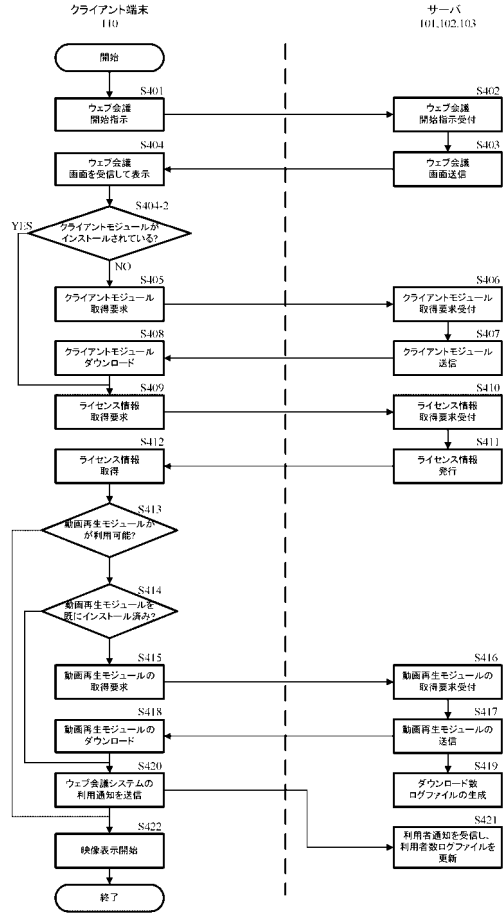 クライアント端末
110
サーバ
101,102,103
開始
S401
ウェブ会議
開始指示
S402
ウェブ会議
開始指示受付
S403
ウェブ会議
画面送信
S404
ウェブ会議
画面を受信して表示
S404-2
クライアントモジュールが
インストールされている?
YES
NO
S405
クライアントモジュール
取得要求
S406
クライアントモジュール
取得要求受付
S407
クライアントモジュール
送信
S408
クライアントモジュール
ダウンロード
S409
ライセンス情報
取得要求
S410
ライセンス情報
取得要求受付
S411
ライセンス情報
発行
S412
ライセンス情報
取得
S413
動画再生モジュールか
が利用可能?
S414
動画再生モジュールを
既にインストール済み?
S415
動画再生モジュールの
取得要求
S416
動画再生モジュールの
取得要求受付
S417
動画再生モジュールの
送信
S418
動画再生モジュールの
ダウンロード
S419
ダウンロード数
ログファイルの生成
S420
ウェブ会議システムの
利用通知を送信
S421
利用者通知を受信し、
利用者数ログファイルを
更新
S422
映像表示開始
終了